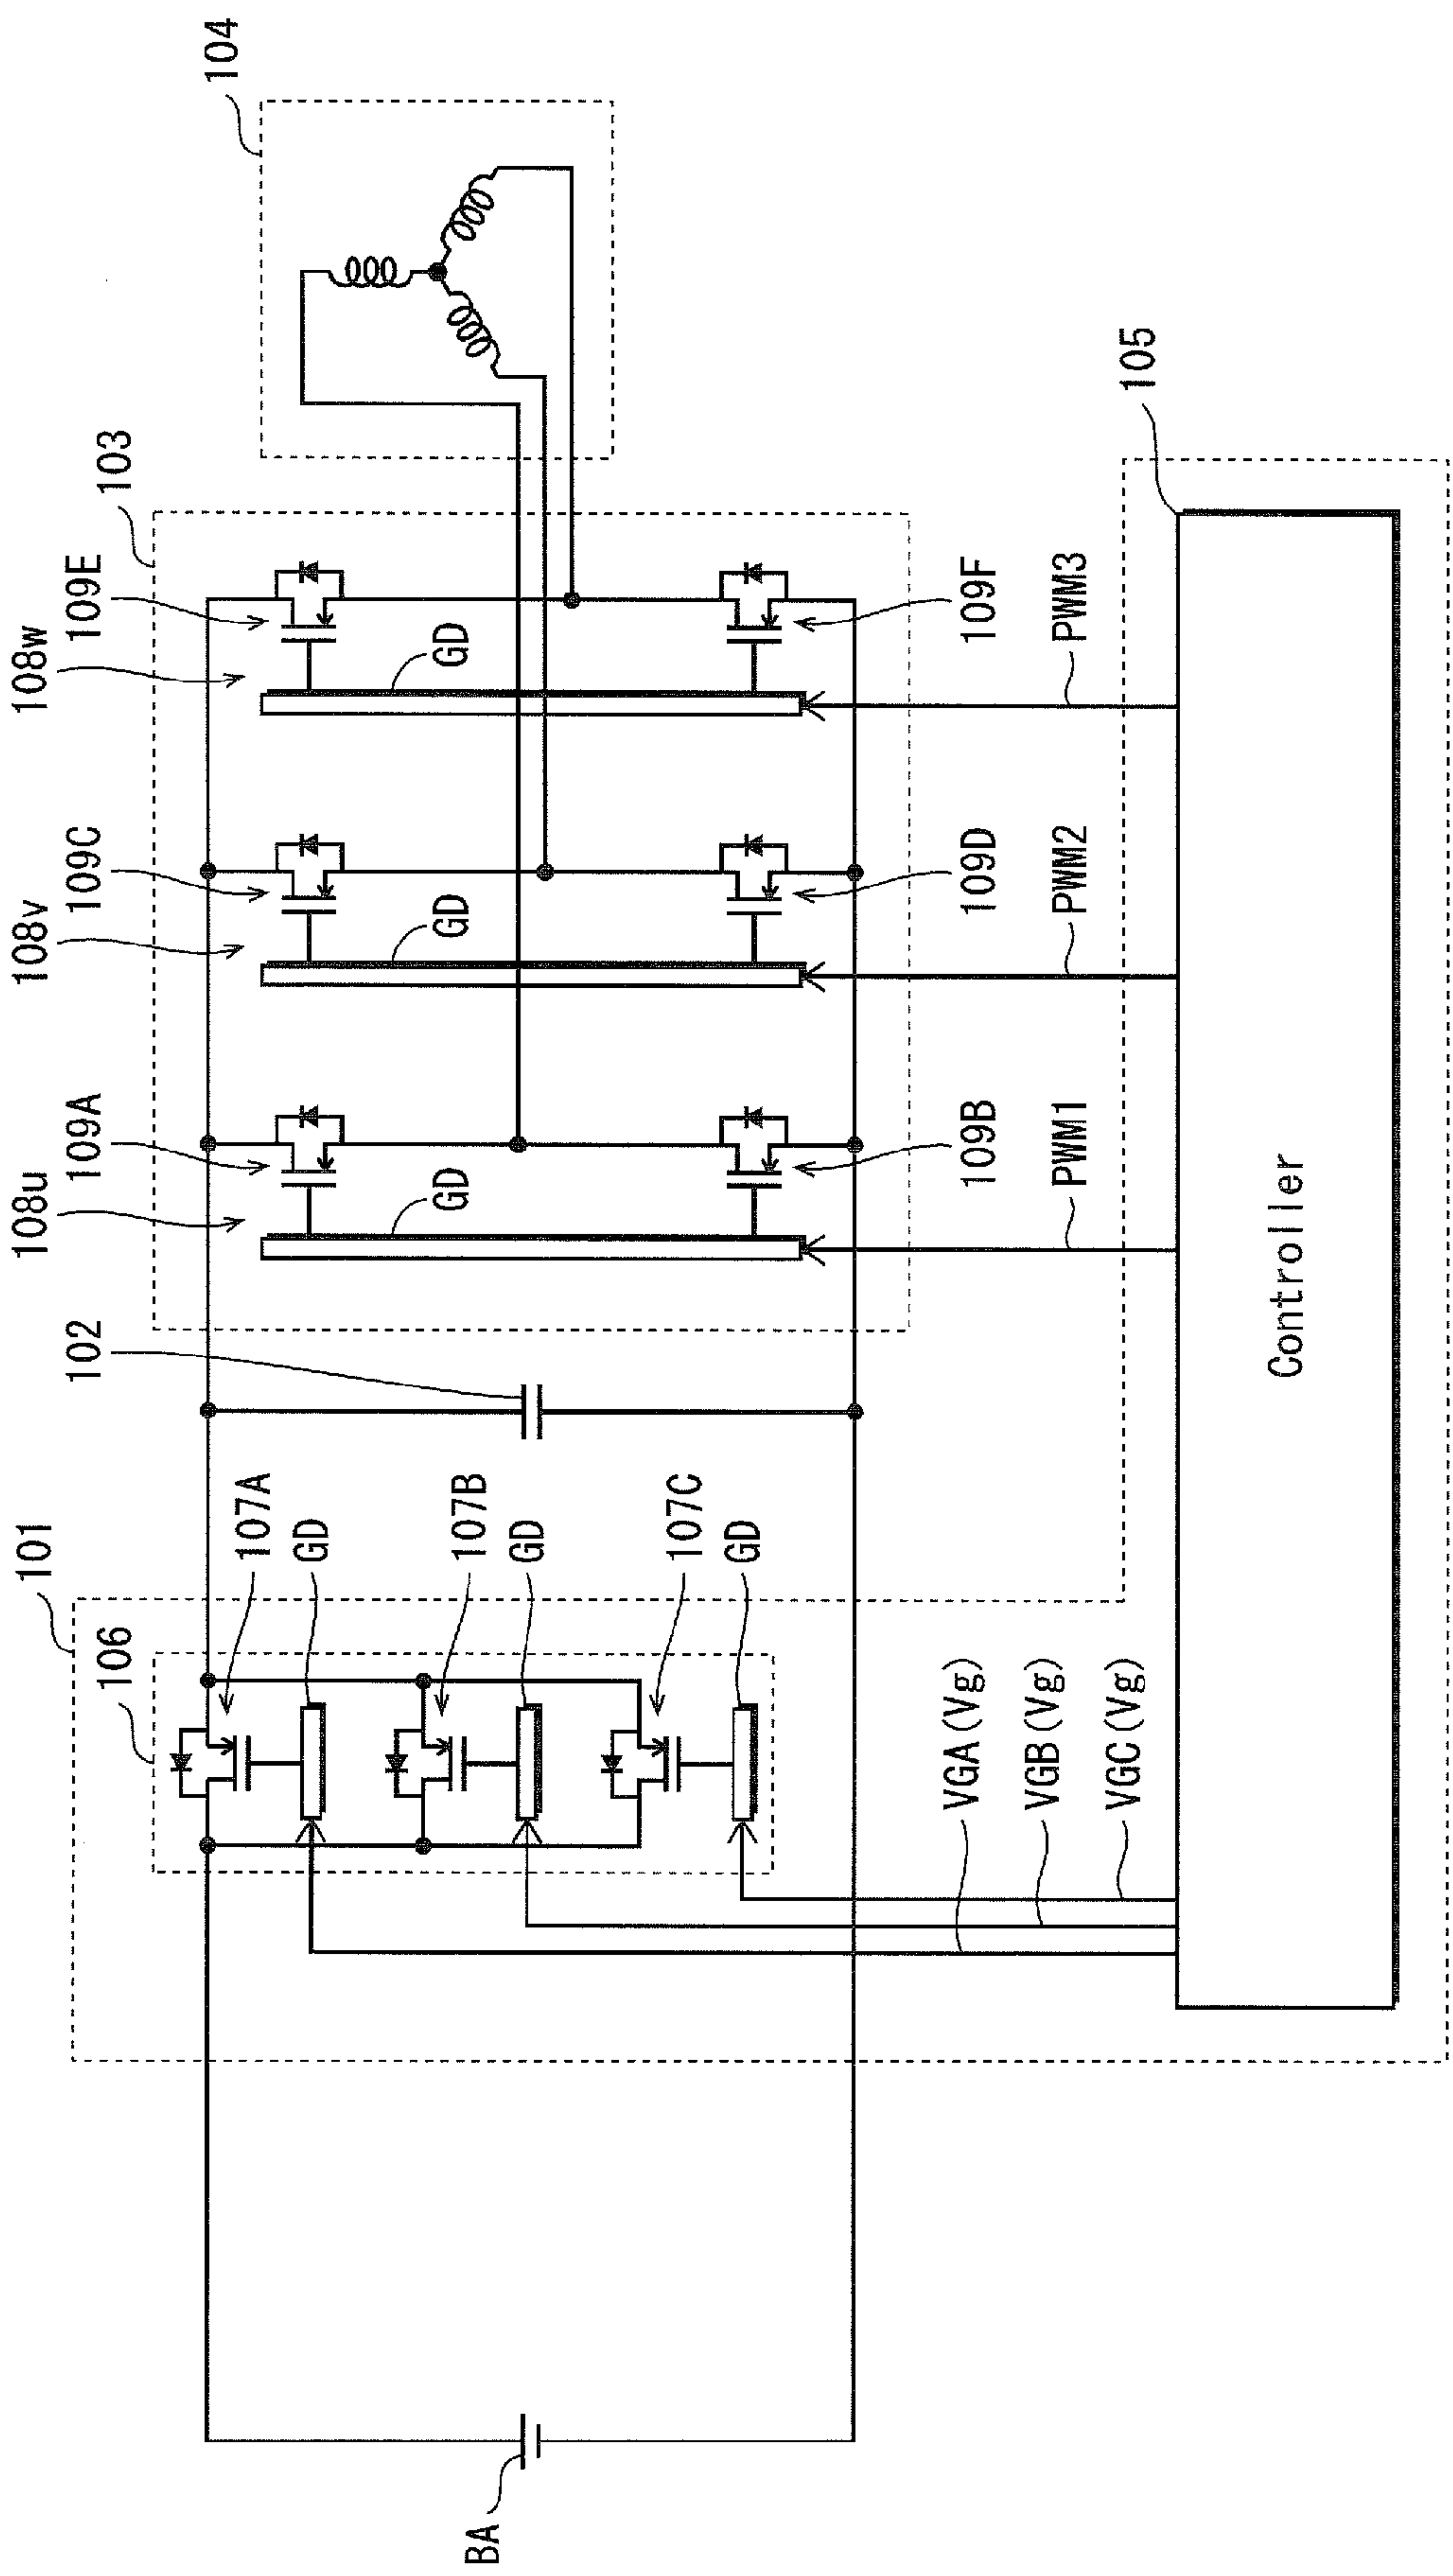 BA
101
106
107A
GD
107B
GD
107C
GD
VGA(Vg)
VGB(Vg)
VGC(Vg)
102
103
108u
109A
GD
109B
PWM1
108v
109C
GD
109D
PWM2
108w
109E
GD
109F
PWM3
104
105
Controller